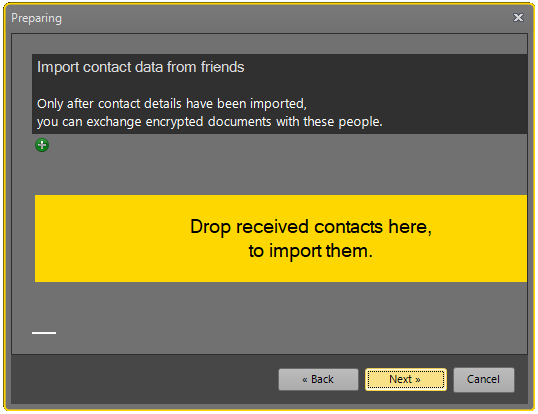 Preparing
Import contact data from friends
Only after contact details have been imported,
you can exchange encrypted documents with these people.
Drop received contacts here,
to import them.
« Back
Next »
Cancel